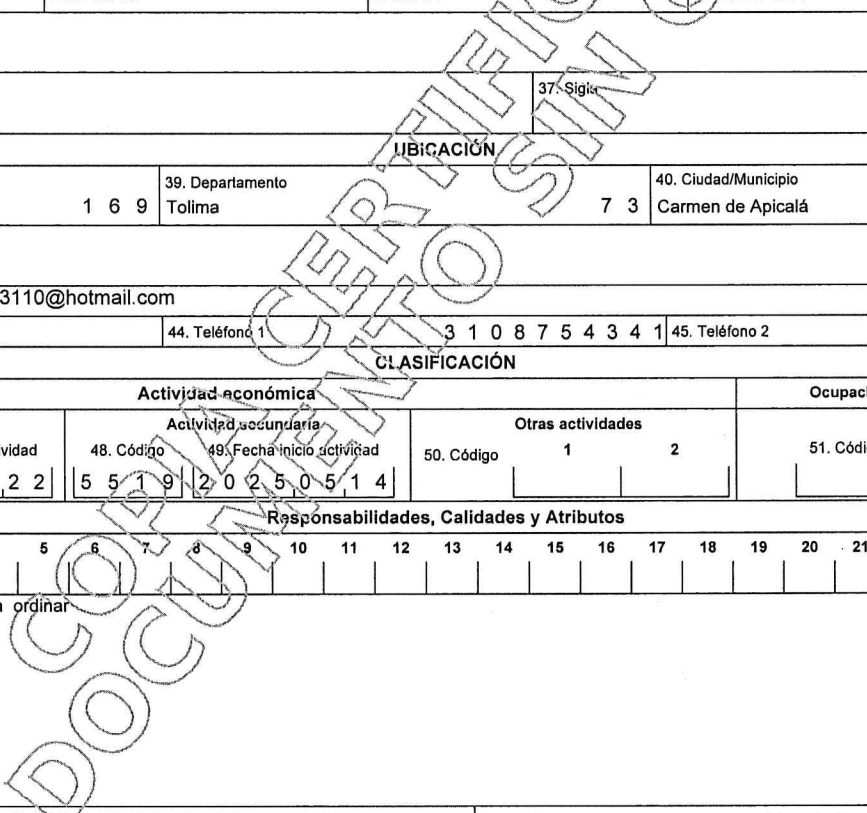 37. Sigla
UBICACIÓN
1 6 9
39. Departamento
Tolima
7 3
40. Ciudad/Municipio
Carmen de Apicalá
3110@hotmail.com
44. Teléfono 1
3 1 0 8 7 5 4 3 4 1
45. Teléfono 2
CLASIFICACIÓN
Actividad económica
Ocupaci
Actividad secundaria
Otras actividades
vidad
48. Código
49. Fecha inicio actividad
50. Código
1
2
51. Códi
2 2
5 5 1 9
2 0 2 5 0 5 1 4
Responsabilidades, Calidades y Atributos
5 6 7 8 9 10 11 12 13 14 15 16 17 18 19 20 21
n ordinar
COPIA CERTIFIC
DOCUMENTO SIN C